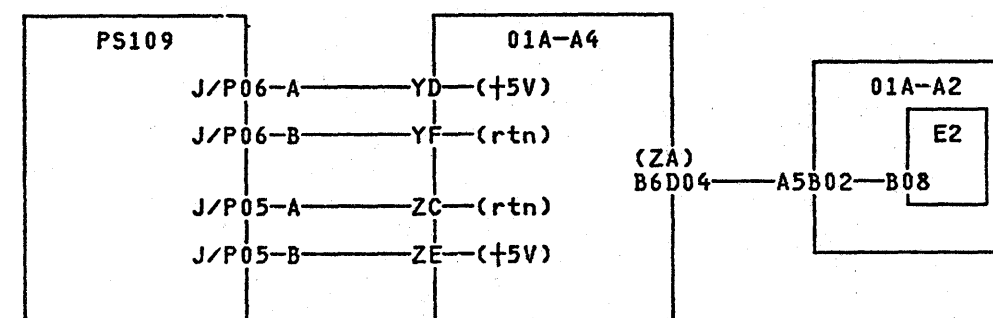 PS109 01A-A4
01A-A2
J/P06-A YD (+5V)
E2
J/P06-B YF (rtn)
(ZA)
B6D04 A5B02 B08
J/P05-A ZC (rtn)
J/P05-B ZE (+5V)